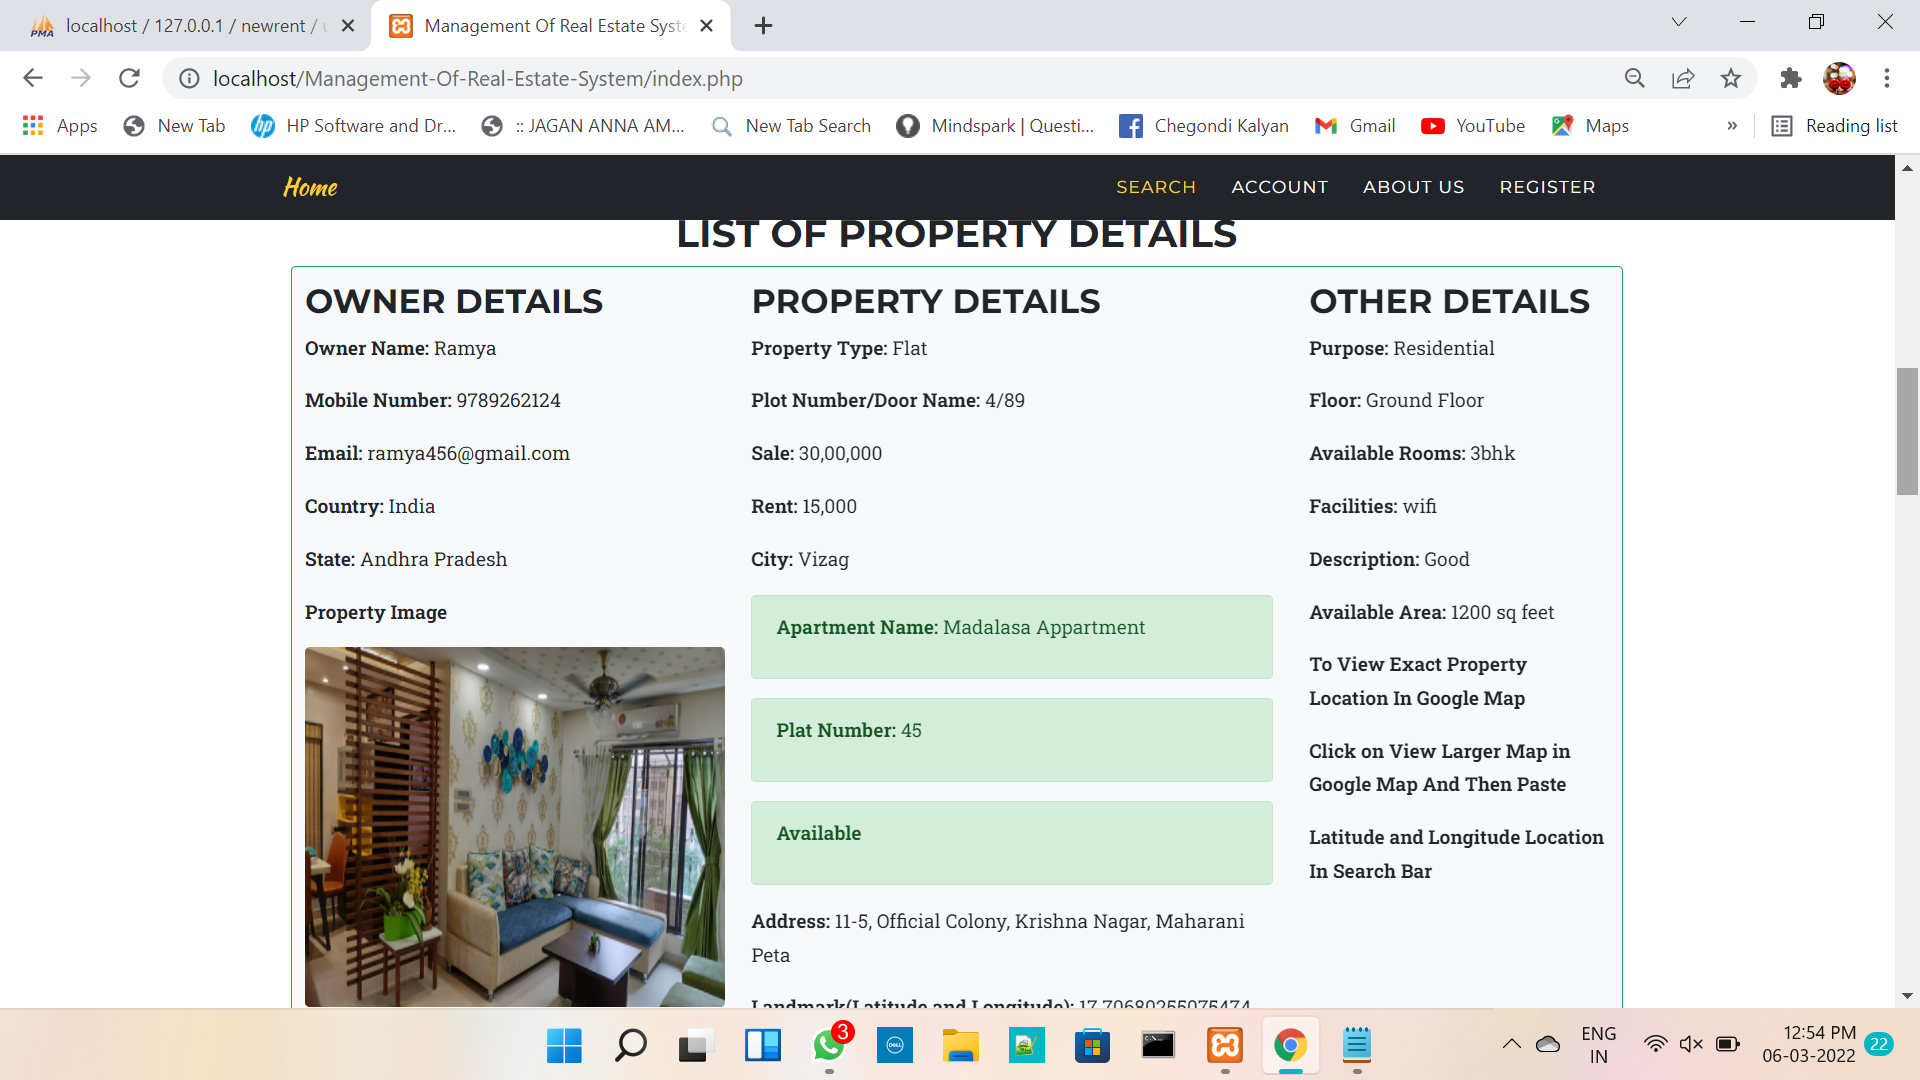 localhost / 127.0.0.1 / newrent /
Management Of Real Estate Syste
localhost/Management-Of-Real-Estate-System/index.php
Apps
New Tab
HP Software and Dr...
:: JAGAN ANNA AM...
New Tab Search
Mindspark | Questi...
Chegondi Kalyan
Gmail
YouTube
Maps
»
Reading list
Home
SEARCH
ACCOUNT
ABOUT US
REGISTER
LIST OF PROPERTY DETAILS
OWNER DETAILS
Owner Name: Ramya
Mobile Number: 9789262124
Email: ramya456@gmail.com
Country: India
State: Andhra Pradesh
Property Image
PROPERTY DETAILS
Property Type: Flat
Plot Number/Door Name: 4/89
Sale: 30,00,000
Rent: 15,000
City: Vizag
Apartment Name: Madalasa Appartment
Plat Number: 45
Available
Address: 11-5, Official Colony, Krishna Nagar, Maharani
Peta
Landmark(Latitude and Longitude): 17.70680255975474
OTHER DETAILS
Purpose: Residential
Floor: Ground Floor
Available Rooms: 3bhk
Facilities: wifi
Description: Good
Available Area: 1200 sq feet
To View Exact Property
Location In Google Map
Click on View Larger Map in
Google Map And Then Paste
Latitude and Longitude Location
In Search Bar
3
DELL
ENG
IN
12:54 PM
06-03-2022
22